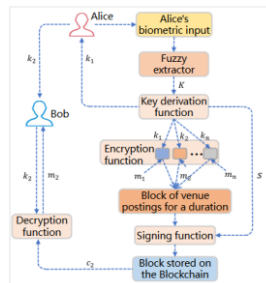 Alice
Alice's
biometric input
k₂
k₁
Fuzzy
extractor
K
Bob
Key derivation
function
k₁ k₂ kₙ
Encryption
function
...
m₁ m₂ mₙ
S
k₂ m₂
Block of venue
postings for a duration
Decryption
function
Signing function
c₂
Block stored on
the Blockchain